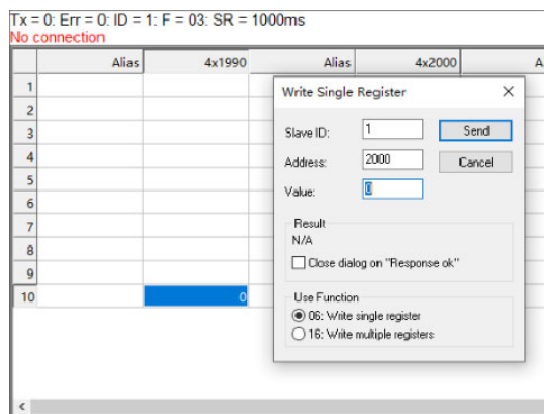 Tx = 0: Err = 0: ID = 1: F = 03: SR = 1000ms
No connection
Alias 4x1990 Alias 4x2000 A
1
2
3
4
5
6
7
8
9
10 0
Write Single Register
Slave ID: 1 Send
Address: 2000 Cancel
Value: 0
Result
N/A
Close dialog on "Response ok"
Use Function
06: Write single register
16: Write multiple registers